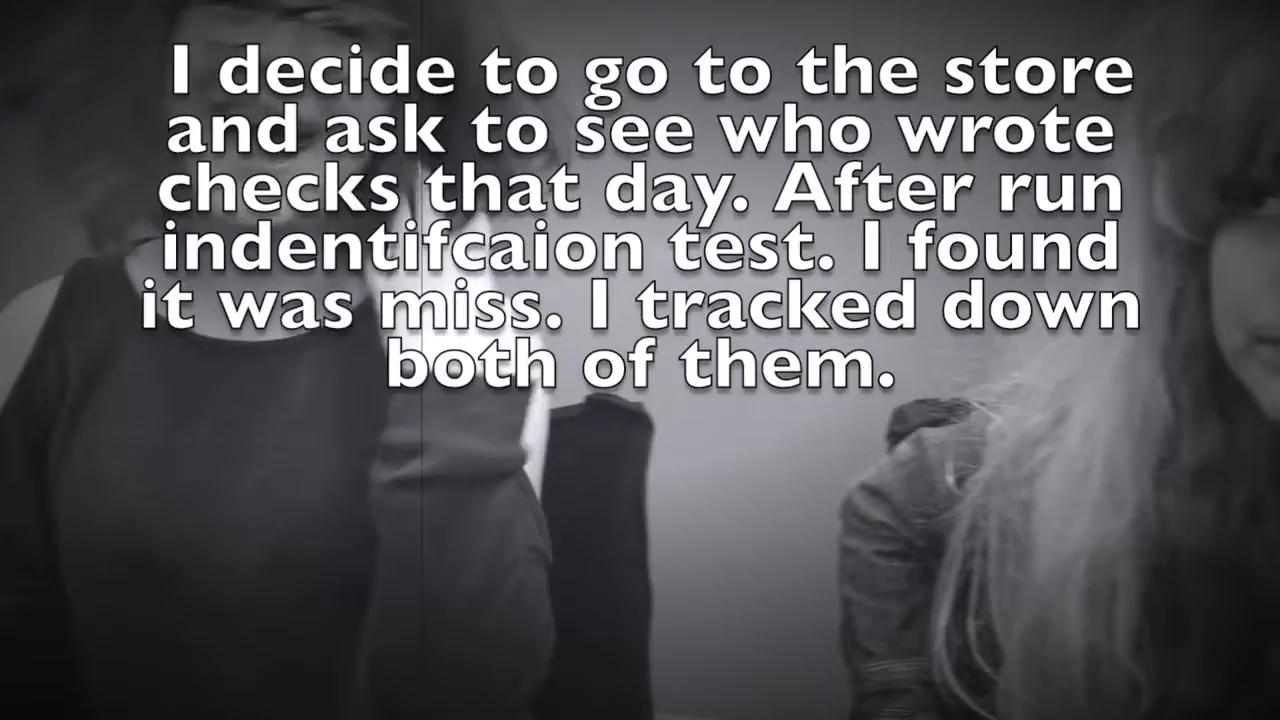 I decide to go to the store
and ask to see who wrote
checks that day. After run
indentifcaion test. I found
it was miss. I tracked down
both of them.